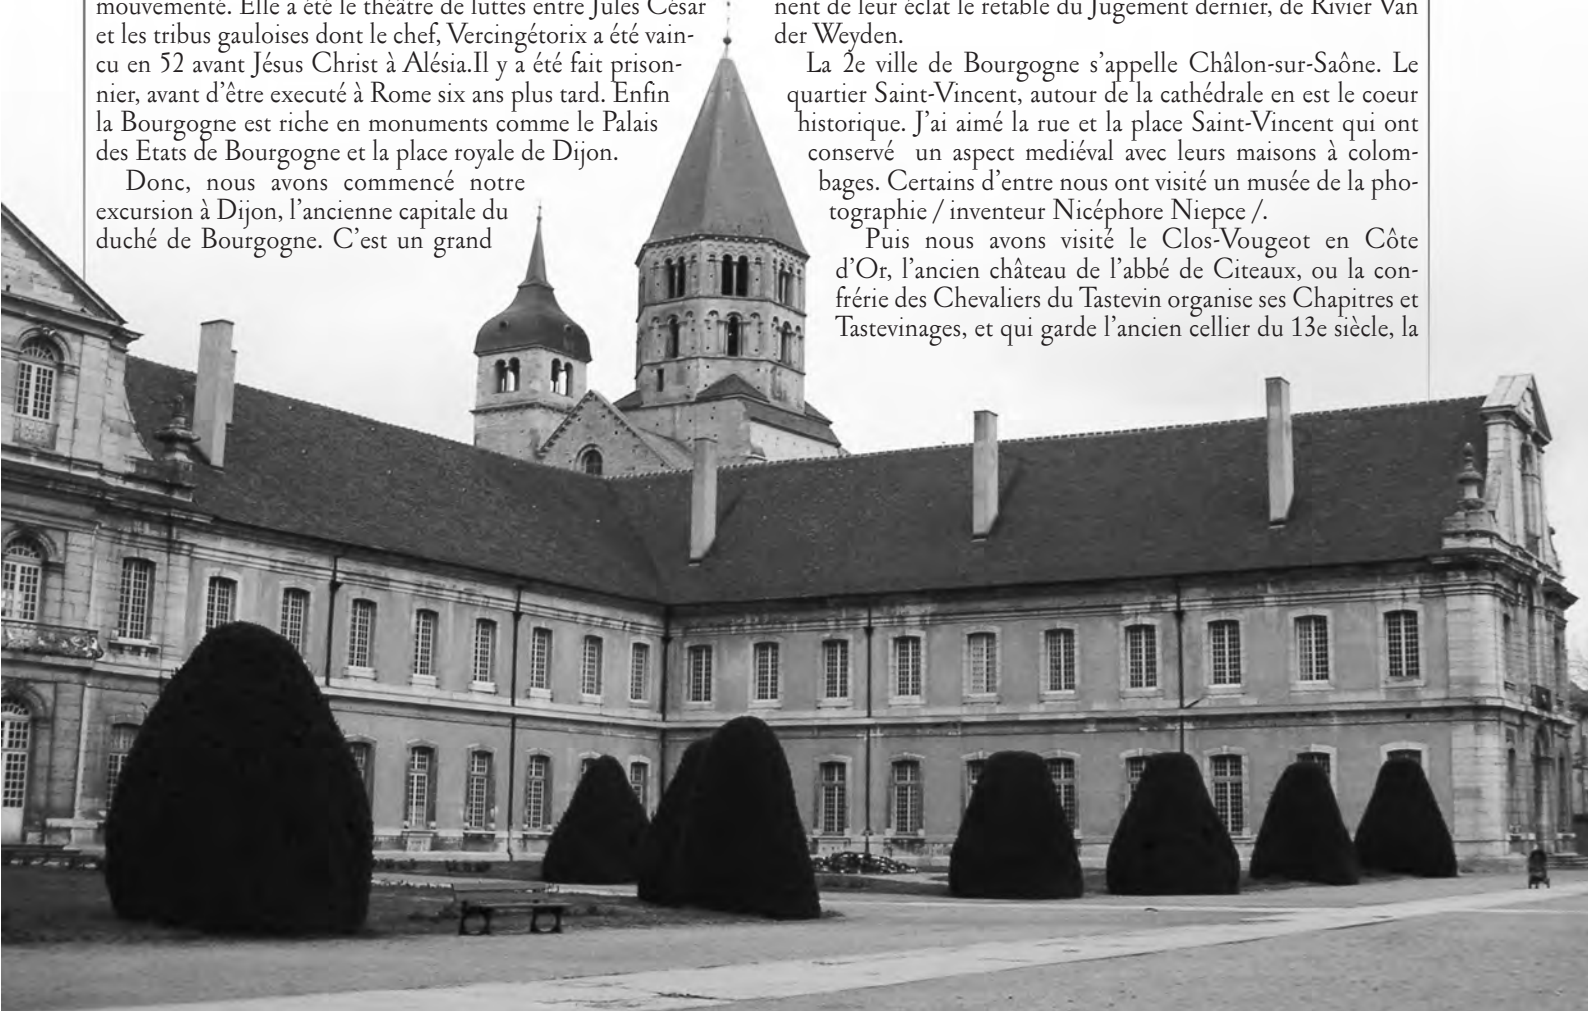 mouvementé. Elle a été le théâtre de luttes entre Jules César
et les tribus gauloises dont le chef, Vercingétorix a été vain-
cu en 52 avant Jésus Christ à Alésia.Il y a été fait prison-
nier, avant d'être executé à Rome six ans plus tard. Enfin
la Bourgogne est riche en monuments comme le Palais
des Etats de Bourgogne et la place royale de Dijon.
Donc, nous avons commencé notre
excursion à Dijon, l'ancienne capitale du
duché de Bourgogne. C'est un grand
nent de leur éclat le retable du Jugement dernier, de Rivier Van
der Weyden.
La 2e ville de Bourgogne s'appelle Châlon-sur-Saône. Le
quartier Saint-Vincent, autour de la cathédrale en est le coeur
historique. J'ai aimé la rue et la place Saint-Vincent qui ont
conservé un aspect mediéval avec leurs maisons à colom-
bages. Certains d'entre nous ont visité un musée de la pho-
tographie / inventeur Nicéphore Niepce /.
Puis nous avons visité le Clos-Vougeot en Côte
d'Or, l'ancien château de l'abbé de Citeaux, ou la con-
frérie des Chevaliers du Tastevin organise ses Chapitres et
Tastevinages, et qui garde l'ancien cellier du 13e siècle, la